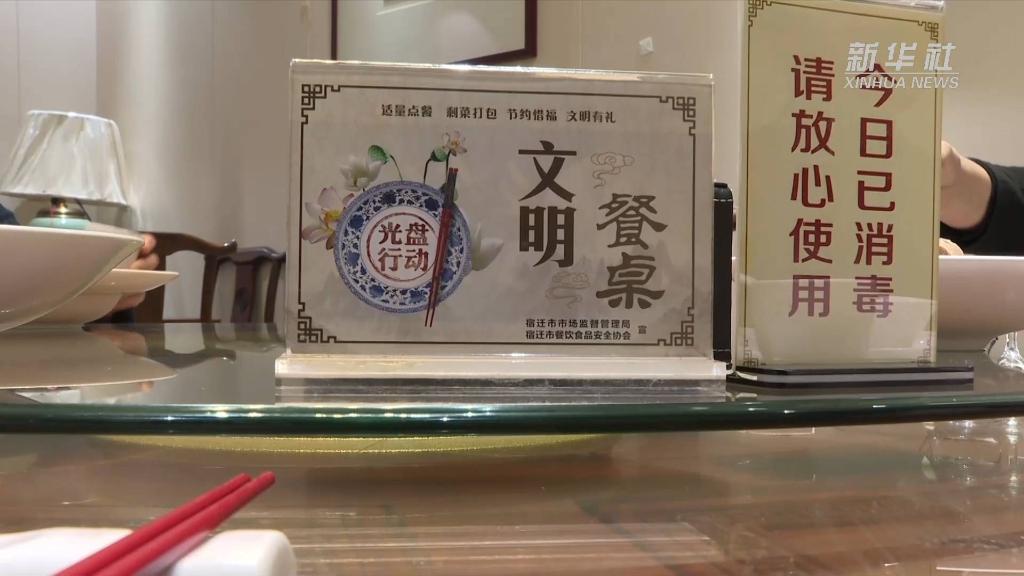 新华社
XINHUA NEWS
适量点餐 剩菜打包 节约惜福 文明有礼
文明
餐桌
光盘
行动
宿迁市市场监督管理局
宿迁市餐饮食品安全协会
宣
今日已消毒
请放心使用